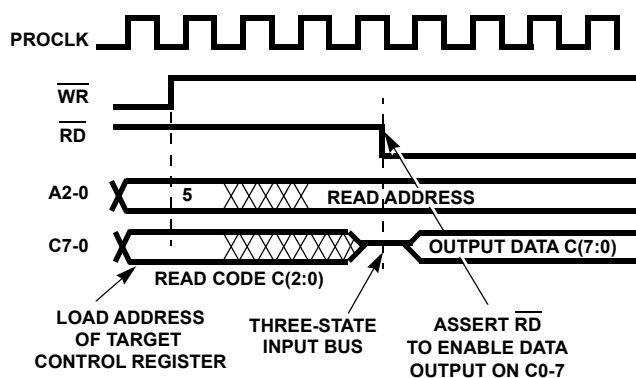 PROCLK
WR
RD
A2-0
5
READ ADDRESS
C7-0
OUTPUT DATA C(7:0)
READ CODE C(2:0)
LOAD ADDRESS
OF TARGET
CONTROL REGISTER
THREE-STATE
INPUT BUS
ASSERT RD
TO ENABLE DATA
OUTPUT ON C0-7